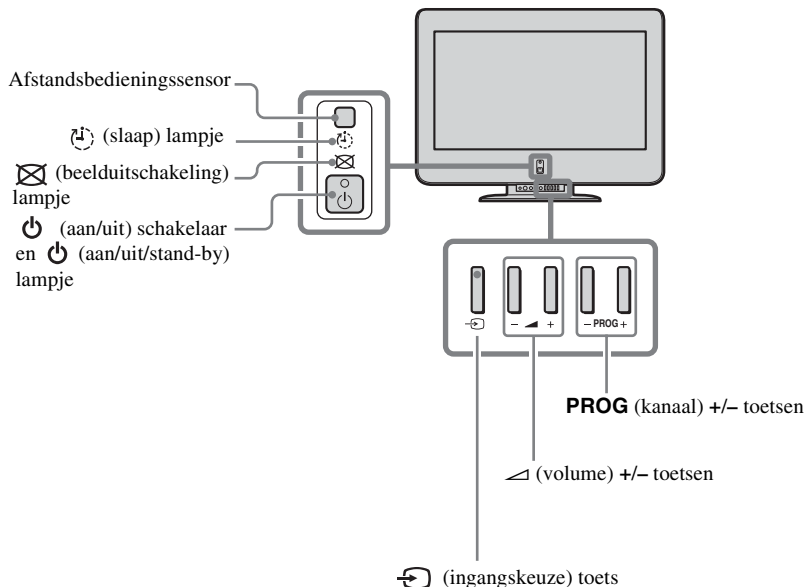 Afstandsbedieningssensor
(slaap) lampje
(beelduitschakeling)
lampje
(aan/uit) schakelaar
en (aan/uit/stand-by)
lampje
– +
– PROG +
PROG (kanaal) +/– toetsen
(volume) +/– toetsen
(ingangskeuze) toets